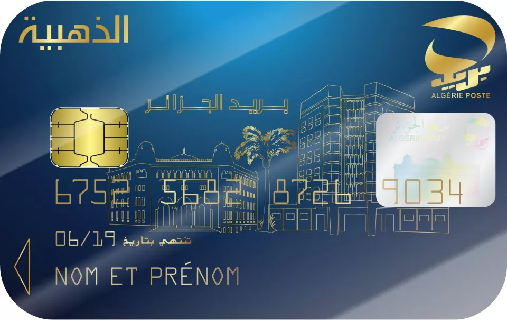 الذهبية
ALGÉRIE POSTE
بريد الجزائر
6752 5682 8726 9034
06/19 تنتهي بتاريخ
NOM ET PRÉNOM